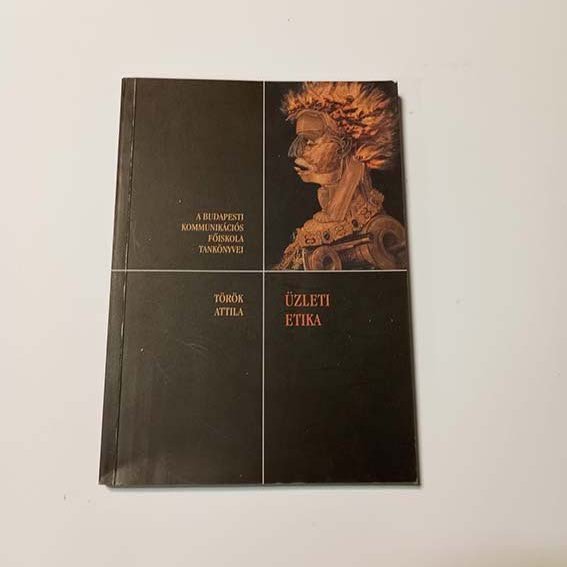 A BUDAPESTI
KOMMUNIKÁCIÓS
FŐISKOLA
TANKÖNYVEI
TÖRÖK
ATTILA
ÜZLETI
ETIKA